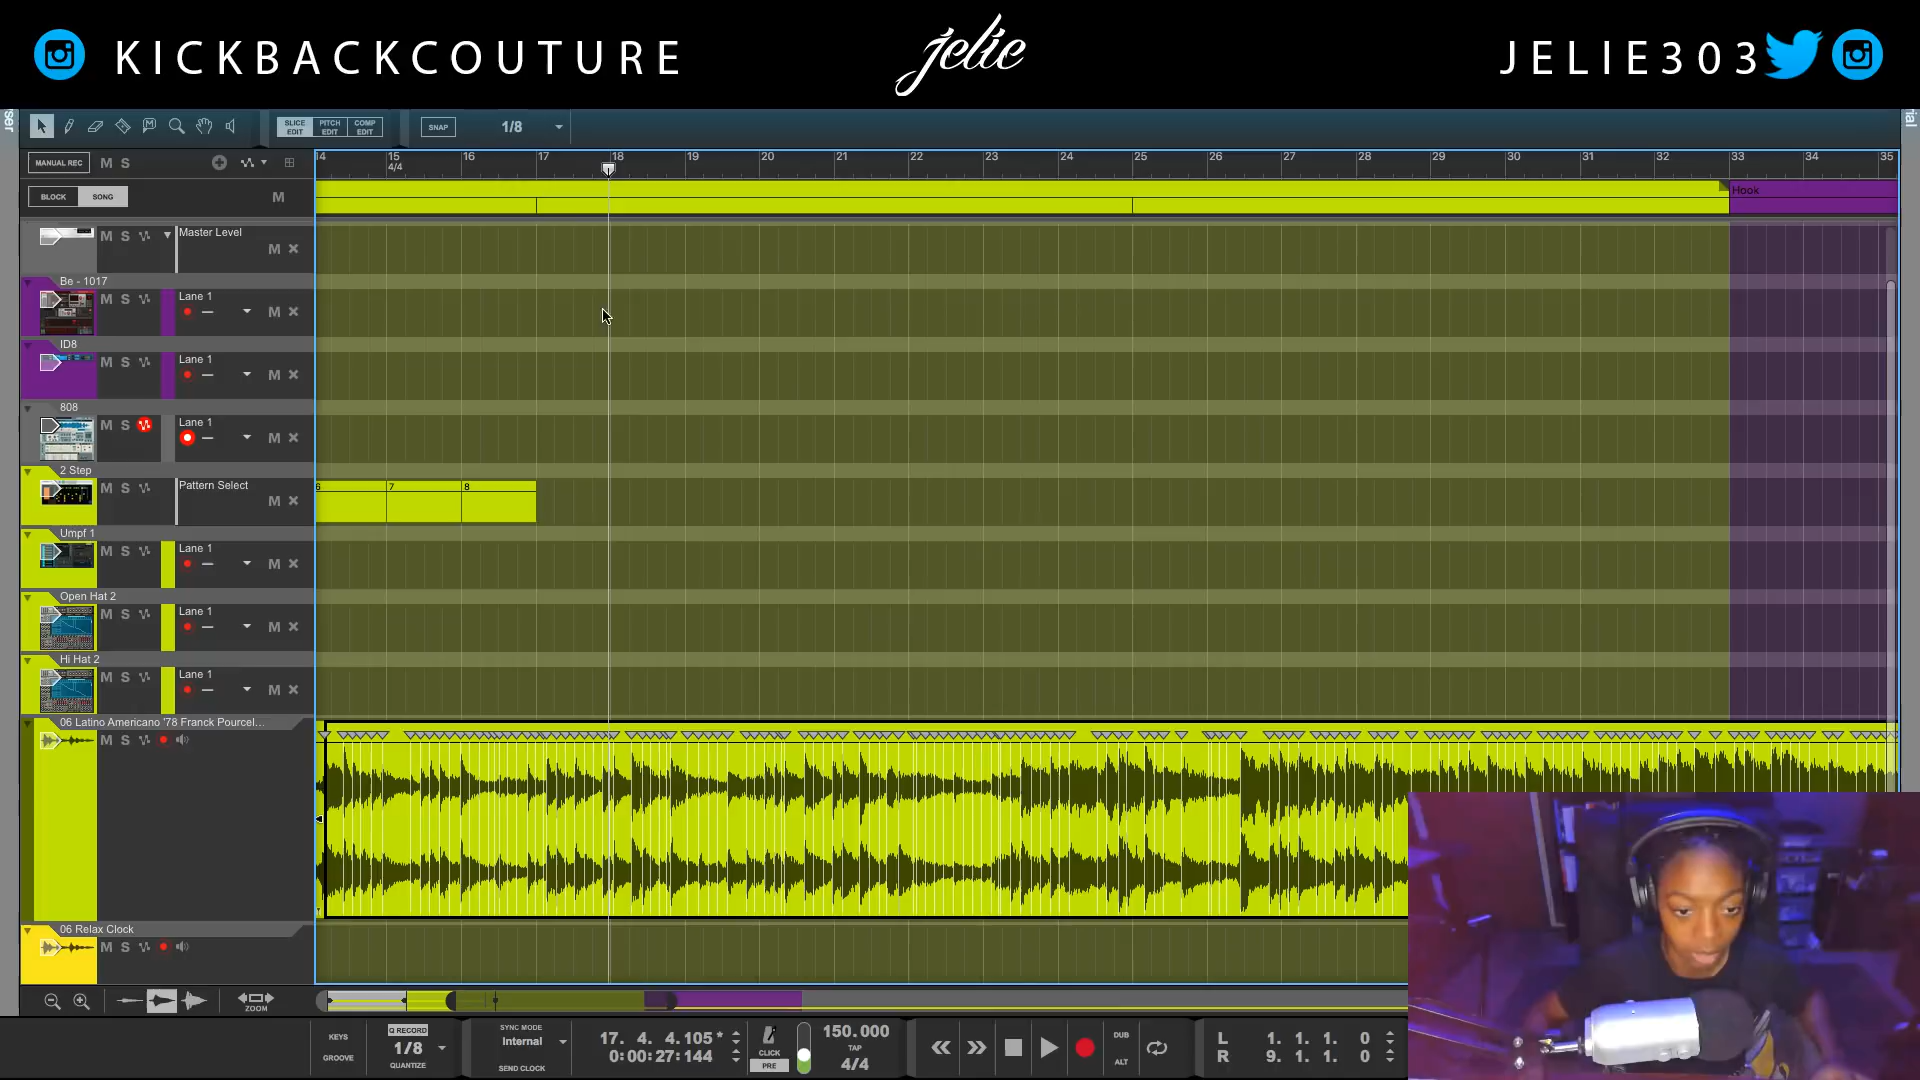 KICKBACKCOUTURE
jelie
JELIE303
ser
SLICE EDIT
PITCH EDIT
COMP EDIT
SNAP
1/8
MANUAL REC
M S
14 15 16 17 18 19 20 21 22 23 24 25 26 27 28 29 30 31 32 33 34 35
4/4
BLOCK
SONG
M
Hook
M S
Master Level
M
Be - 1017
M S
Lane 1
M
ID8
M S
Lane 1
M
808
M S
Lane 1
M
2 Step
M S
Pattern Select
M
6 7 8
Umpf 1
M S
Lane 1
M
Open Hat 2
M S
Lane 1
M
Hi Hat 2
M S
Lane 1
M
06 Latino Americano '78 Franck Pourcel...
M S
06 Relax Clock
M S
ZOOM
KEYS
GROOVE
Q RECORD
1/8
QUANTIZE
SYNC MODE
Internal
SEND CLOCK
17. 4. 4.105 *
0:00:27:144
CLICK
PRE
150.000
TAP
4/4
DUB
ALT
L 1. 1. 1. 0
R 9. 1. 1. 0